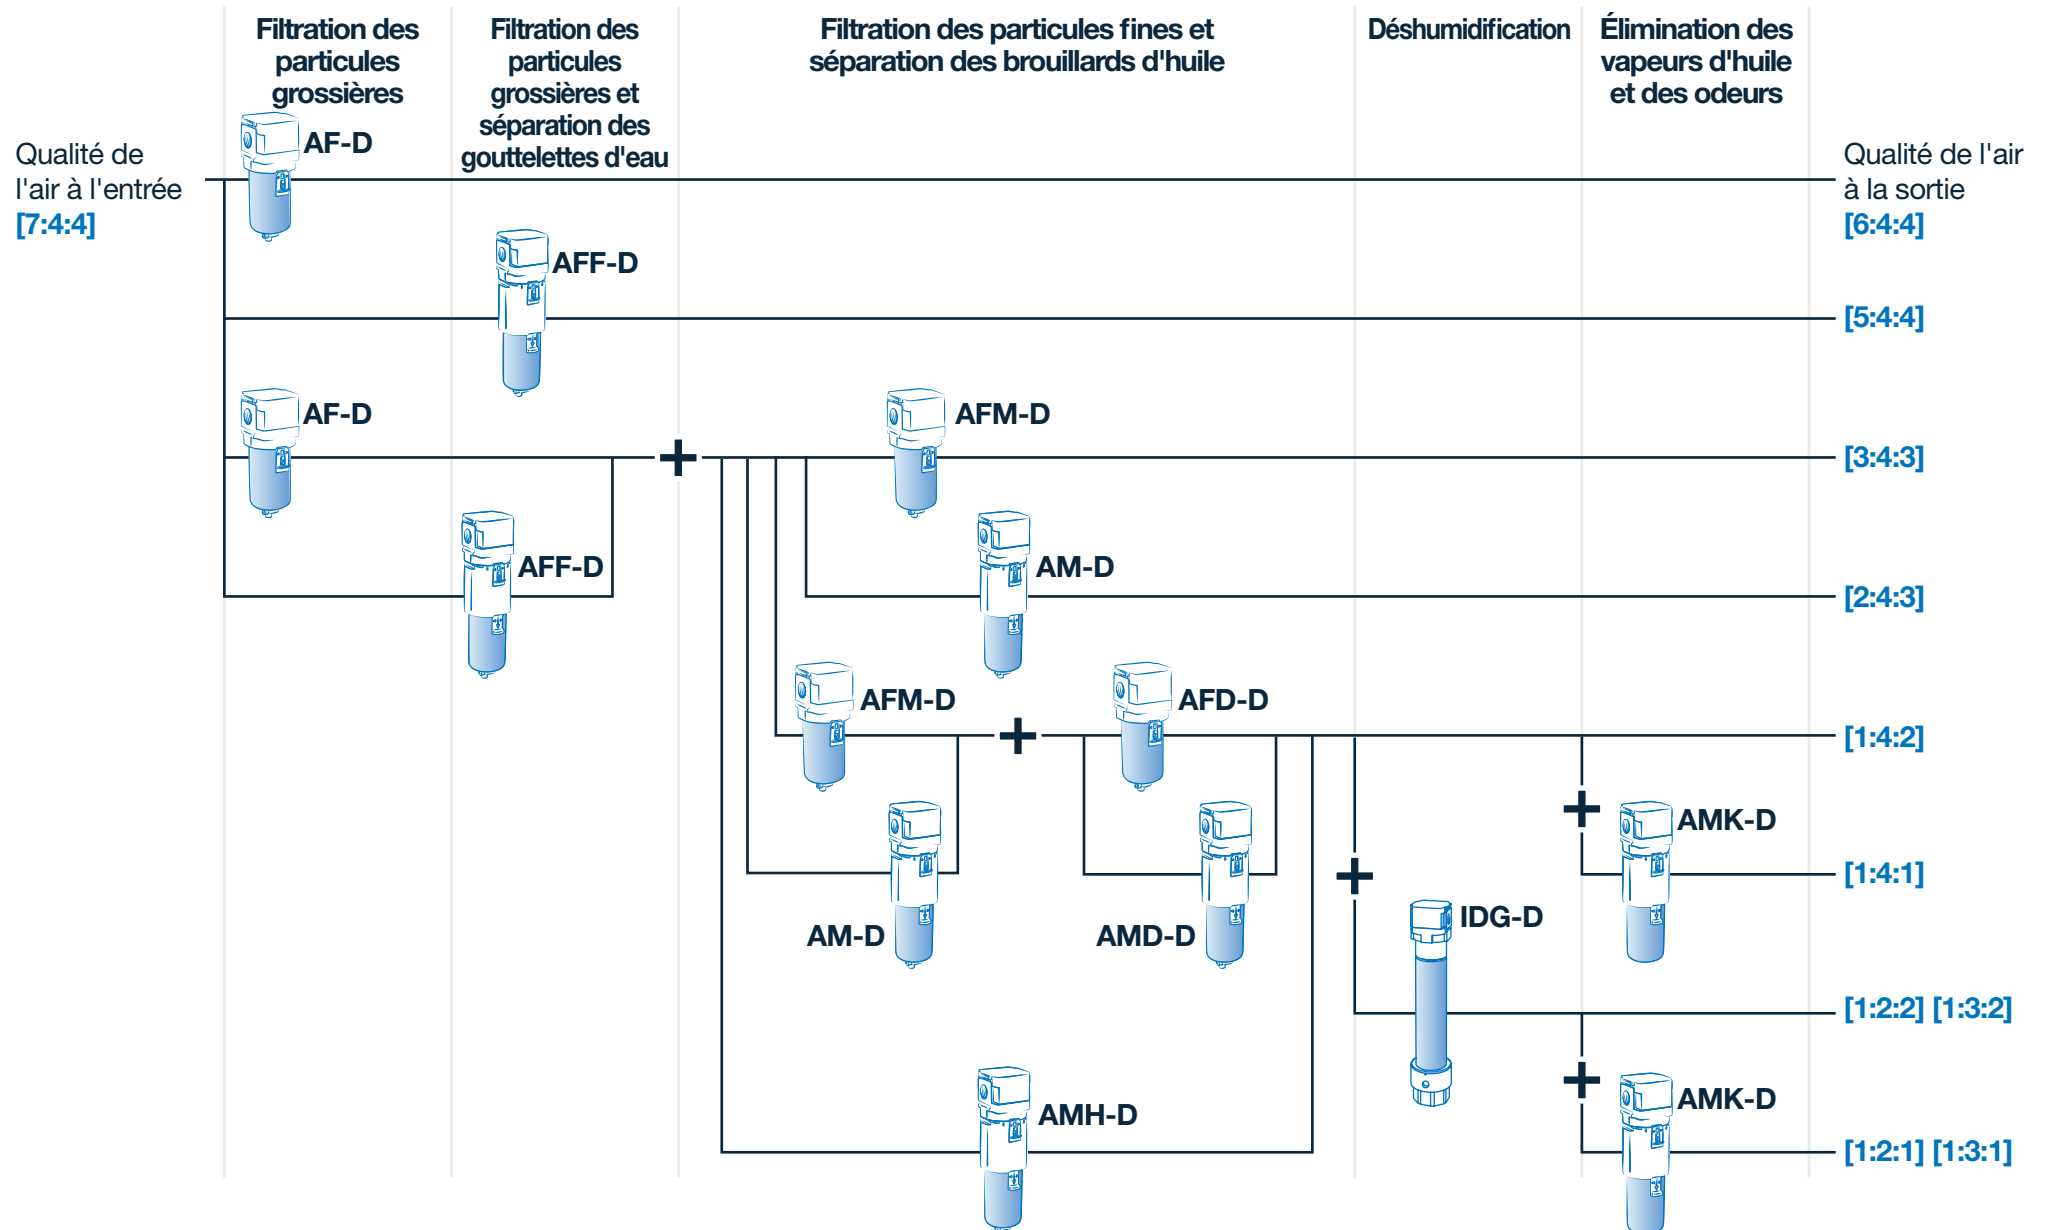 Filtration des
particules
grossières
Filtration des
particules
grossières et
séparation des
gouttelettes d'eau
Filtration des particules fines et
séparation des brouillards d'huile
Déshumidification
Élimination des
vapeurs d'huile
et des odeurs
Qualité de
l'air à l'entrée
[7:4:4]
AF-D
Qualité de l'air
à la sortie
[6:4:4]
AFF-D
[5:4:4]
AF-D
AFM-D
[3:4:3]
AFF-D
AM-D
[2:4:3]
AFM-D
AFD-D
[1:4:2]
AMK-D
[1:4:1]
AM-D
AMD-D
IDG-D
[1:2:2] [1:3:2]
AMH-D
AMK-D
[1:2:1] [1:3:1]